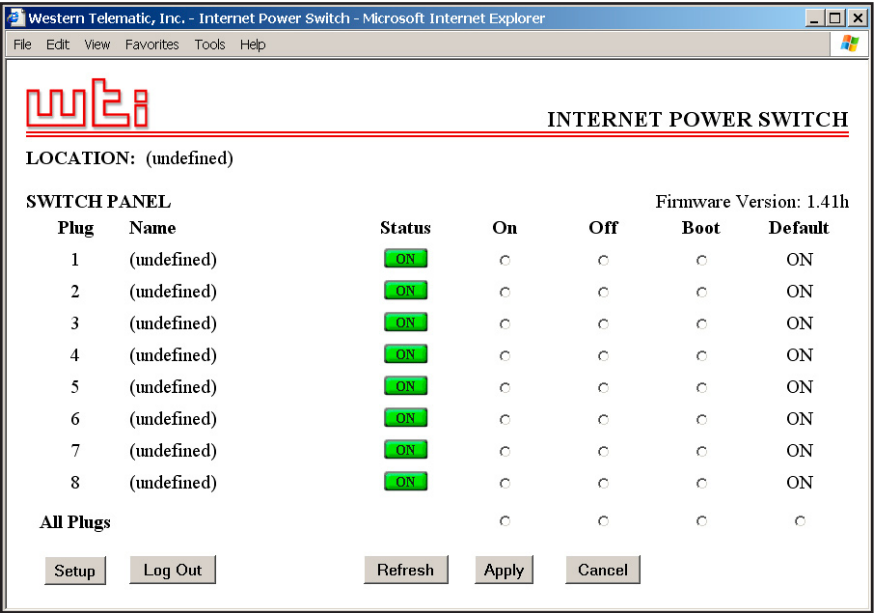 Western Telematic, Inc. - Internet Power Switch - Microsoft Internet Explorer
File Edit View Favorites Tools Help
wti
INTERNET POWER SWITCH
LOCATION: (undefined)
SWITCH PANEL Firmware Version: 1.41h
Plug Name Status On Off Boot Default
1 (undefined) ON ON
2 (undefined) ON ON
3 (undefined) ON ON
4 (undefined) ON ON
5 (undefined) ON ON
6 (undefined) ON ON
7 (undefined) ON ON
8 (undefined) ON ON
All Plugs
Setup Log Out Refresh Apply Cancel